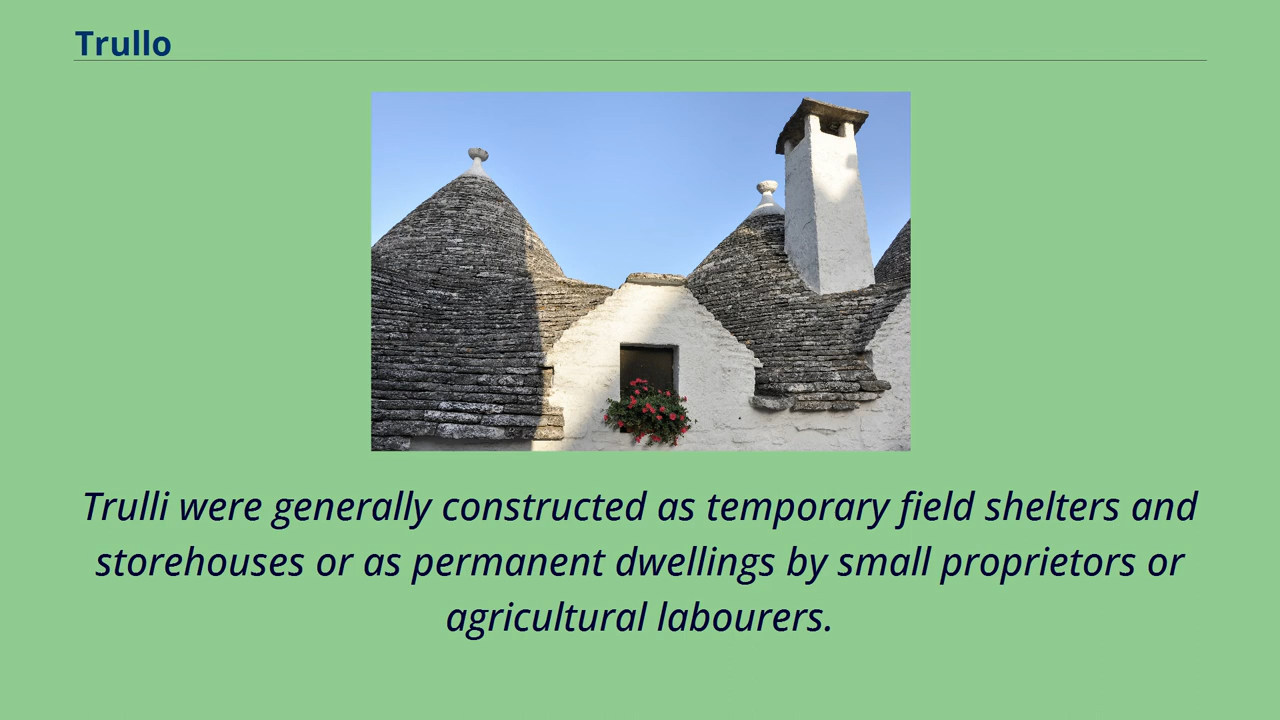 Trullo
Trulli were generally constructed as temporary field shelters and
storehouses or as permanent dwellings by small proprietors or
agricultural labourers.